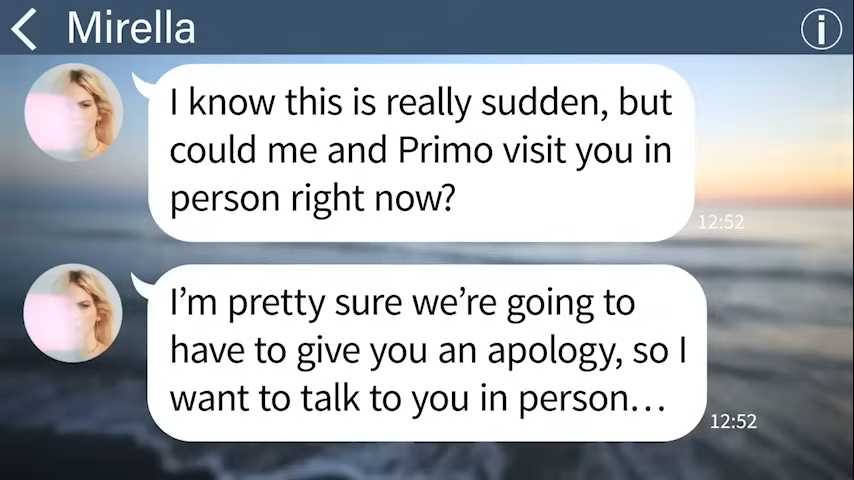 Mirella
I know this is really sudden, but
could me and Primo visit you in
person right now?
12:52
I’m pretty sure we’re going to
have to give you an apology, so I
want to talk to you in person…
12:52